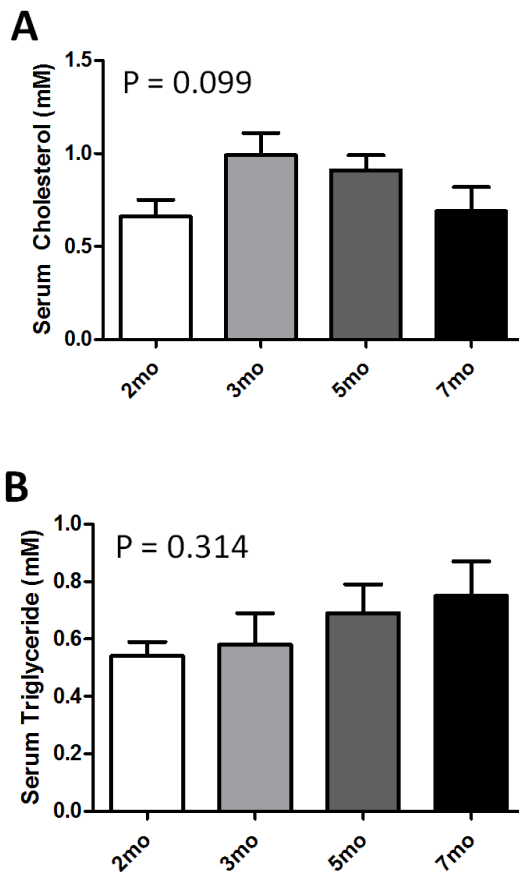 A
Serum Cholesterol (mM)
1.5
1.0
0.5
0.0
P = 0.099
2mo
3mo
5mo
7mo
B
Serum Triglyceride (mM)
1.0
0.8
0.6
0.4
0.2
0.0
P = 0.314
2mo
3mo
5mo
7mo